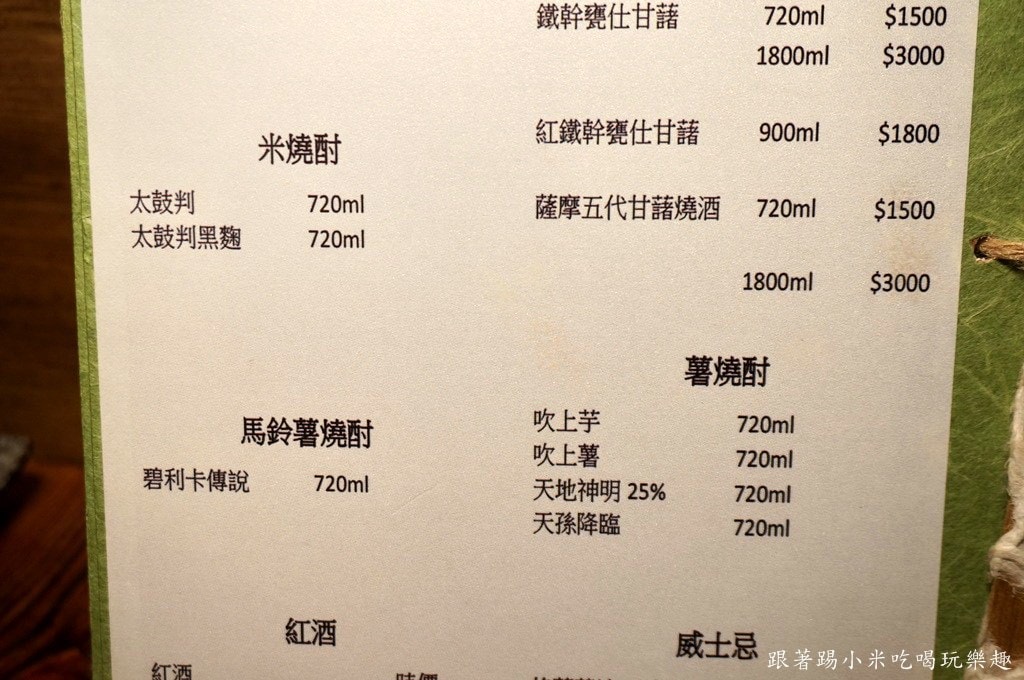 鐵幹甕仕甘藷 720ml $1500
1800ml $3000
紅鐵幹甕仕甘藷 900ml $1800
薩摩五代甘藷燒酒 720ml $1500
1800ml $3000
米燒酎
太鼓判 720ml
太鼓判黑麴 720ml
馬鈴薯燒酎
碧利卡傳說 720ml
薯燒酎
吹上芋 720ml
吹上薯 720ml
天地神明 25% 720ml
天孫降臨 720ml
紅酒
紅酒 時價
威士忌
跟著踢小米吃喝玩樂趣